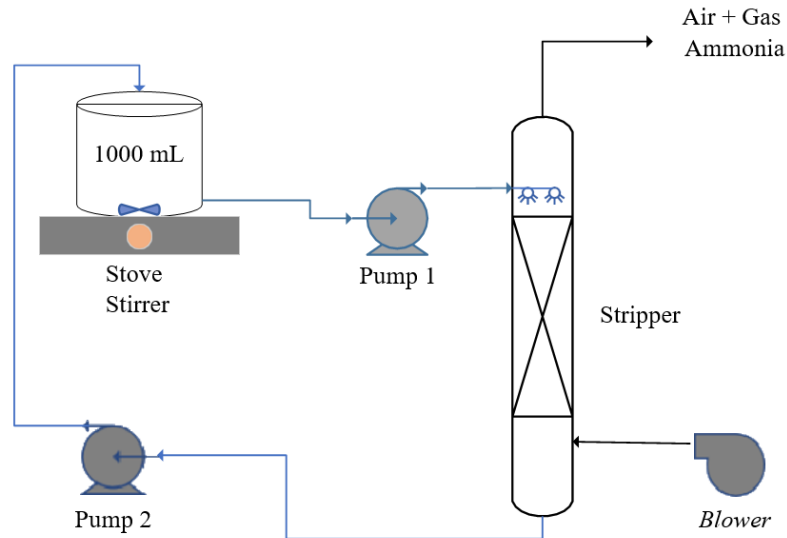 Air + Gas
Ammonia
1000 mL
Stove
Stirrer
Pump 1
Stripper
Pump 2
Blower